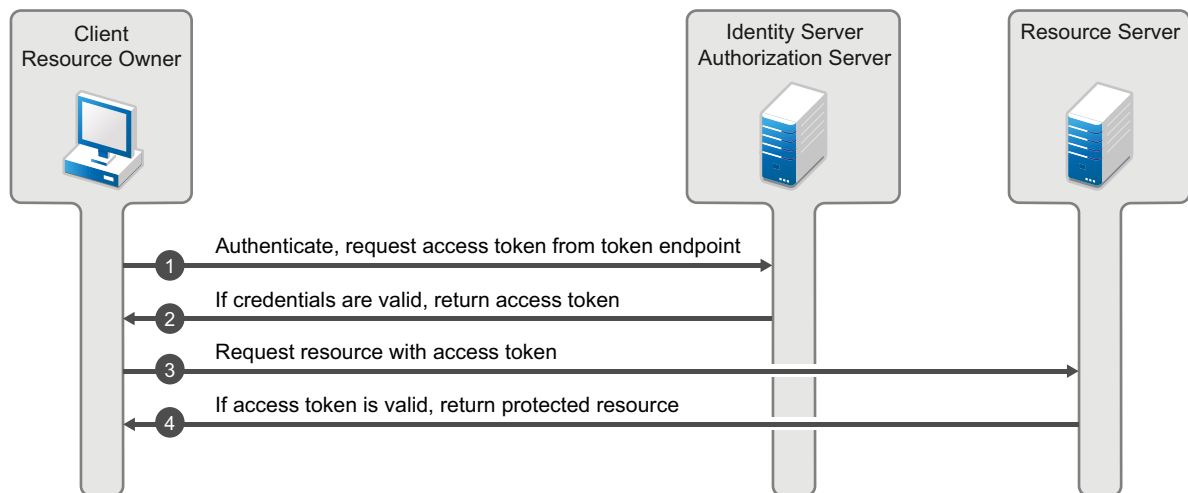 Client
Resource Owner
Identity Server
Authorization Server
Resource Server
Authenticate, request access token from token endpoint
1
If credentials are valid, return access token
2
Request resource with access token
3
If access token is valid, return protected resource
4